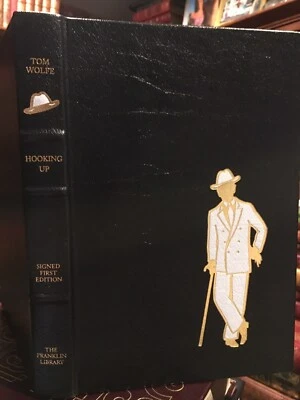 TOM
WOLFE
HOOKING
UP
SIGNED
FIRST
EDITION
THE
FRANKLIN
LIBRARY